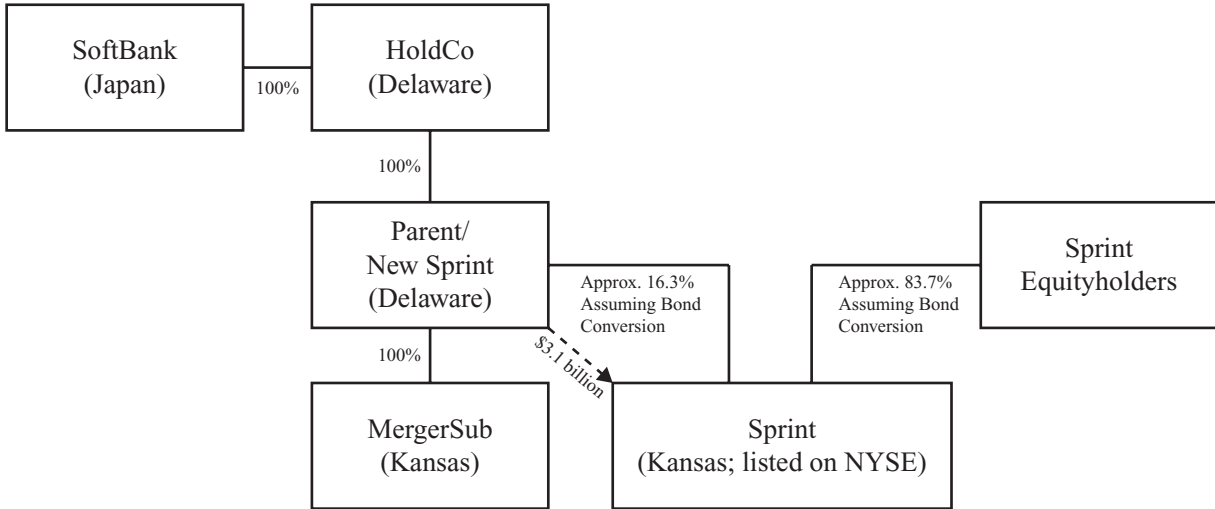 SoftBank
(Japan)
100%
HoldCo
(Delaware)
100%
Parent/
New Sprint
(Delaware)
Approx. 16.3%
Assuming Bond
Conversion
Approx. 83.7%
Assuming Bond
Conversion
Sprint
Equityholders
$3.1 billion
100%
MergerSub
(Kansas)
Sprint
(Kansas; listed on NYSE)